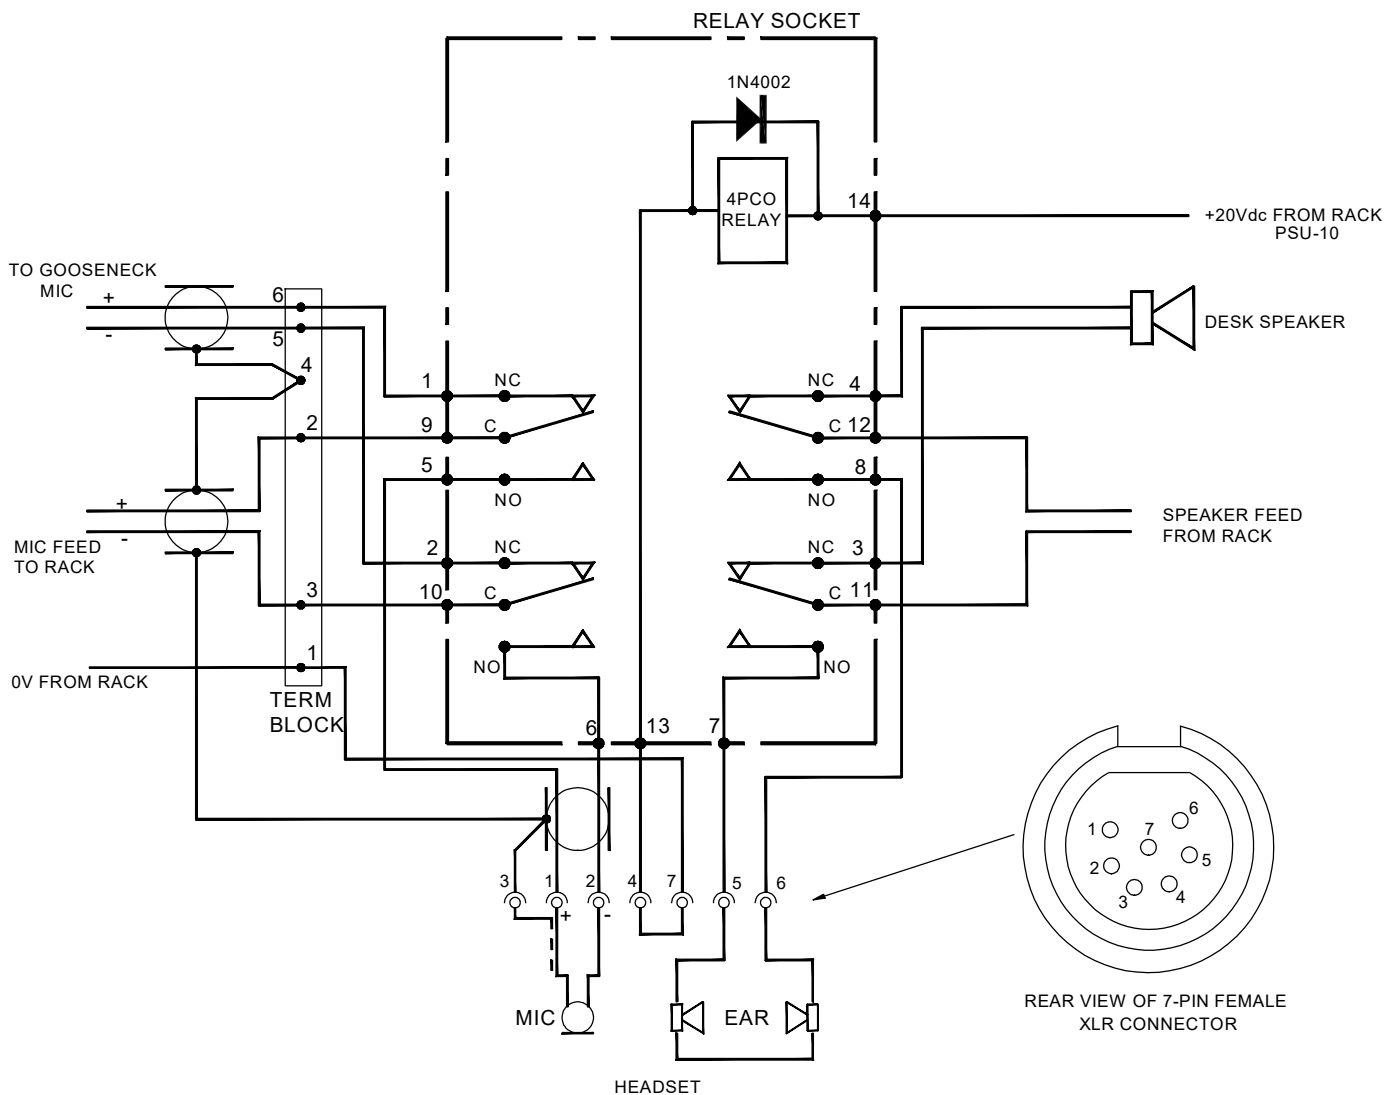 RELAY SOCKET
1N4002
4PCO
RELAY
14
+20Vdc FROM RACK
PSU-10
TO GOOSENECK
MIC
+
-
6
5
4
DESK SPEAKER
1
NC
NC
4
2
9
C
C
12
5
NO
NO
8
+
-
MIC FEED
TO RACK
SPEAKER FEED
FROM RACK
2
NC
NC
3
3
10
C
C
11
1
NO
NO
0V FROM RACK
TERM
BLOCK
6
13
7
3
1
2
4
7
5
6
+
-
MIC
EAR
HEADSET
1
2
3
4
5
6
7
REAR VIEW OF 7-PIN FEMALE
XLR CONNECTOR